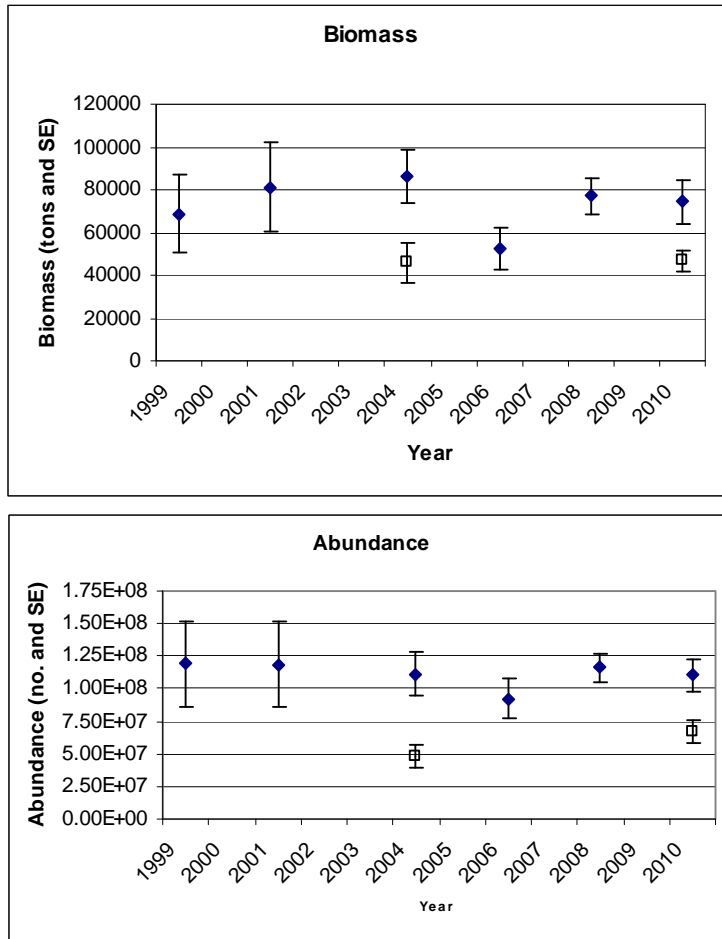 Biomass
Biomass (tons and SE)
120000
100000
80000
60000
40000
20000
0
1999
2000
2001
2002
2003
2004
2005
2006
2007
2008
2009
2010
Year
Abundance
Abundance (no. and SE)
1.75E+08
1.50E+08
1.25E+08
1.00E+08
7.50E+07
5.00E+07
2.50E+07
0.00E+00
1999
2000
2001
2002
2003
2004
2005
2006
2007
2008
2009
2010
Year